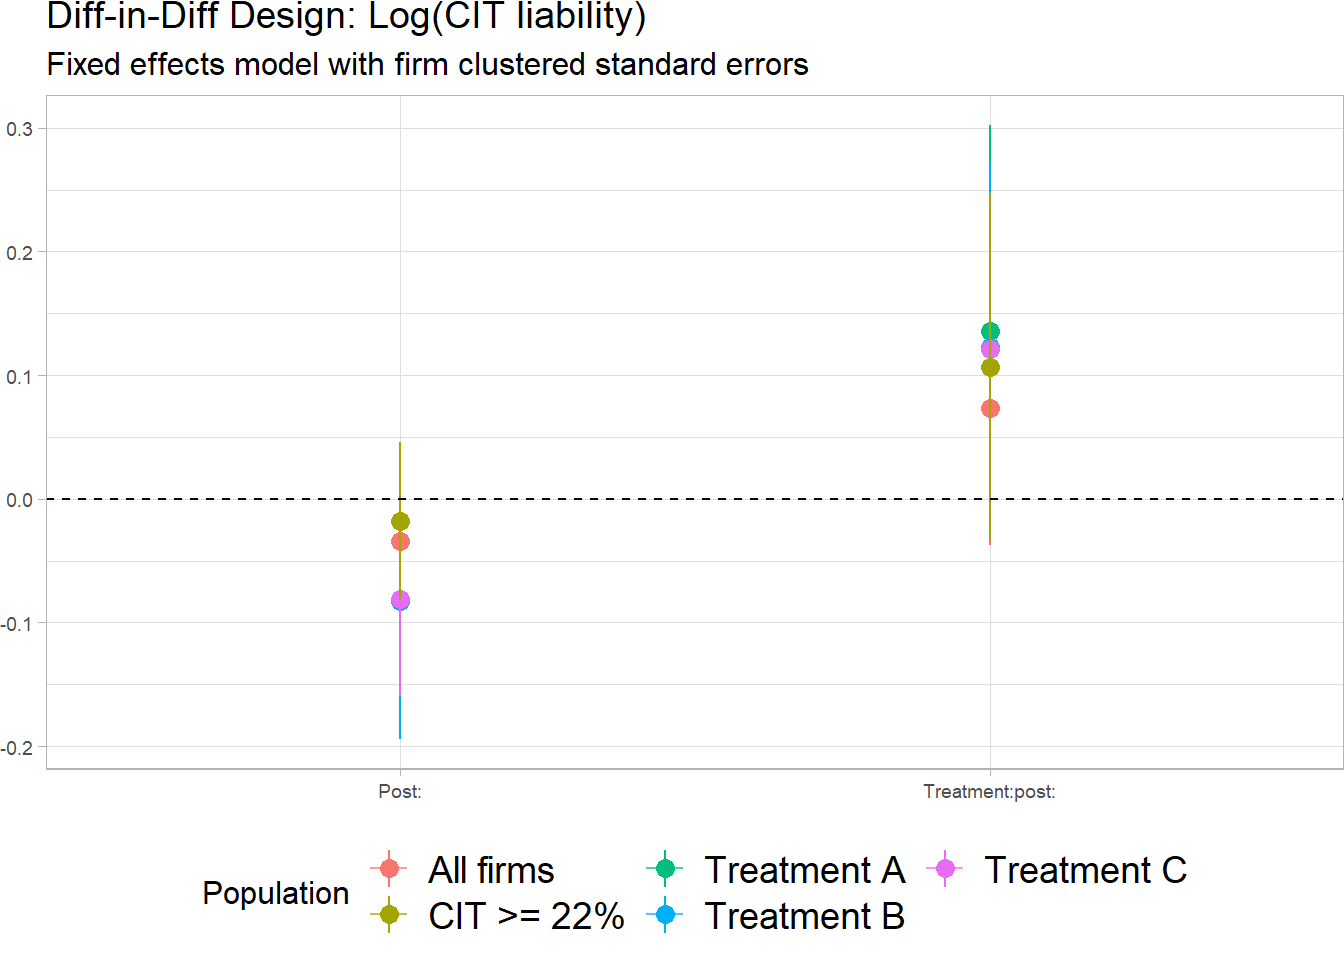 Diff-in-Diff Design: Log(CIT liability)
Fixed effects model with firm clustered standard errors
0.3
0.2
0.1
0.0
-0.1
-0.2
Post:
Treatment:post:
Population
All firms
Treatment A
Treatment C
CIT >= 22%
Treatment B